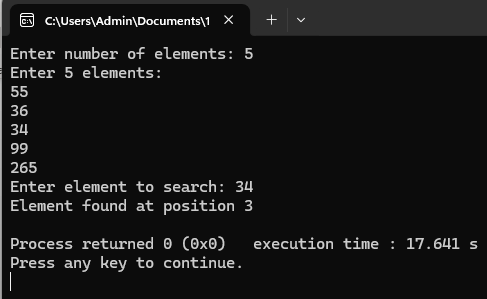 C:\Users\Admin\Documents\1
Enter number of elements: 5
Enter 5 elements:
55
36
34
99
265
Enter element to search: 34
Element found at position 3
Process returned 0 (0x0)   execution time : 17.641 s
Press any key to continue.